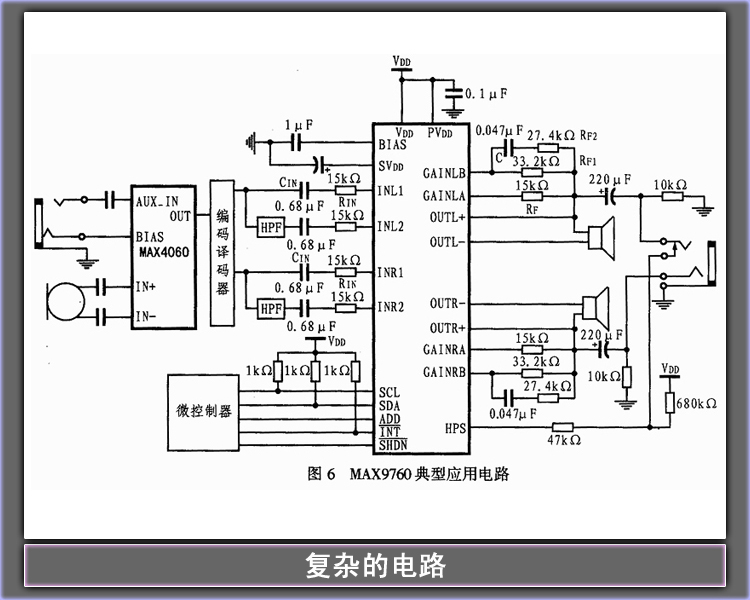 VDD
0.1μF
VDD
PVDD
1μF
BIAS
SVDD
+
CIN
15kΩ
INL1
RIN
0.68μF
15kΩ
HPF
INL2
0.68μF
CIN
15kΩ
INR1
RIN
0.68μF
15kΩ
HPF
INR2
0.68μF
AUX_IN
OUT
BIAS
MAX4060
IN+
IN-
编码译码器
0.047μF
27.4kΩ
RF2
C
33.2kΩ
RF1
GAINLB
15kΩ
220μF
10kΩ
GAINLA
RF
+
OUTL+
OUTL-
OUTR-
OUTR+
220μF
15kΩ
+
GAINRA
33.2kΩ
GAINRB
10kΩ
27.4kΩ
0.047μF
VDD
680kΩ
HPS
47kΩ
VDD
1kΩ
1kΩ
1kΩ
微控制器
SCL
SDA
ADD
INT
SHDN
图 6 MAX9760 典型应用电路
复杂的电路